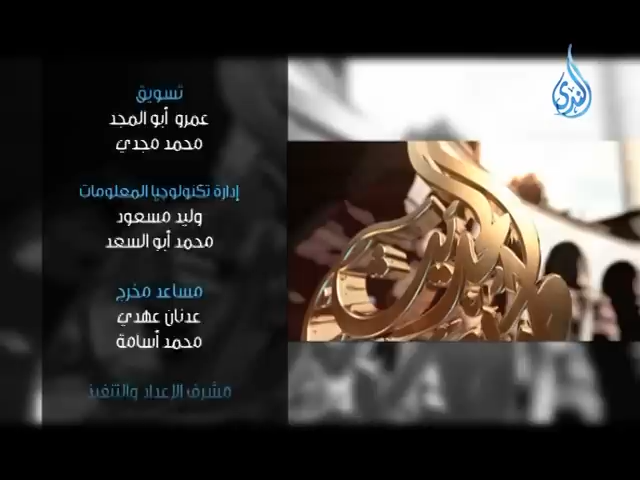 تسويق
عمرو أبو المجد
محمد مجدي
إدارة تكنولوجيا المعلومات
وليد مسعود
محمد أبو السعد
مساعد مخرج
عدنان عهدي
محمد أسامة
مشرف الإعداد والتنفيذ
الندى